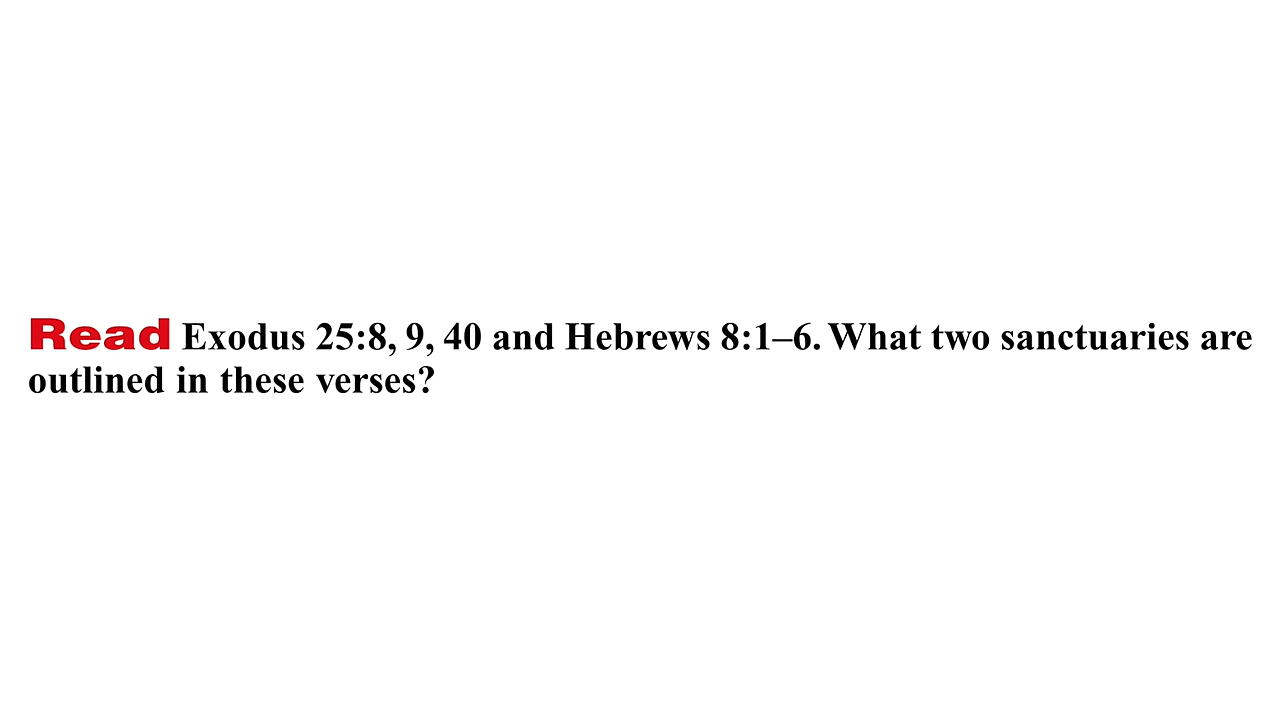 Read Exodus 25:8, 9, 40 and Hebrews 8:1–6. What two sanctuaries are
outlined in these verses?